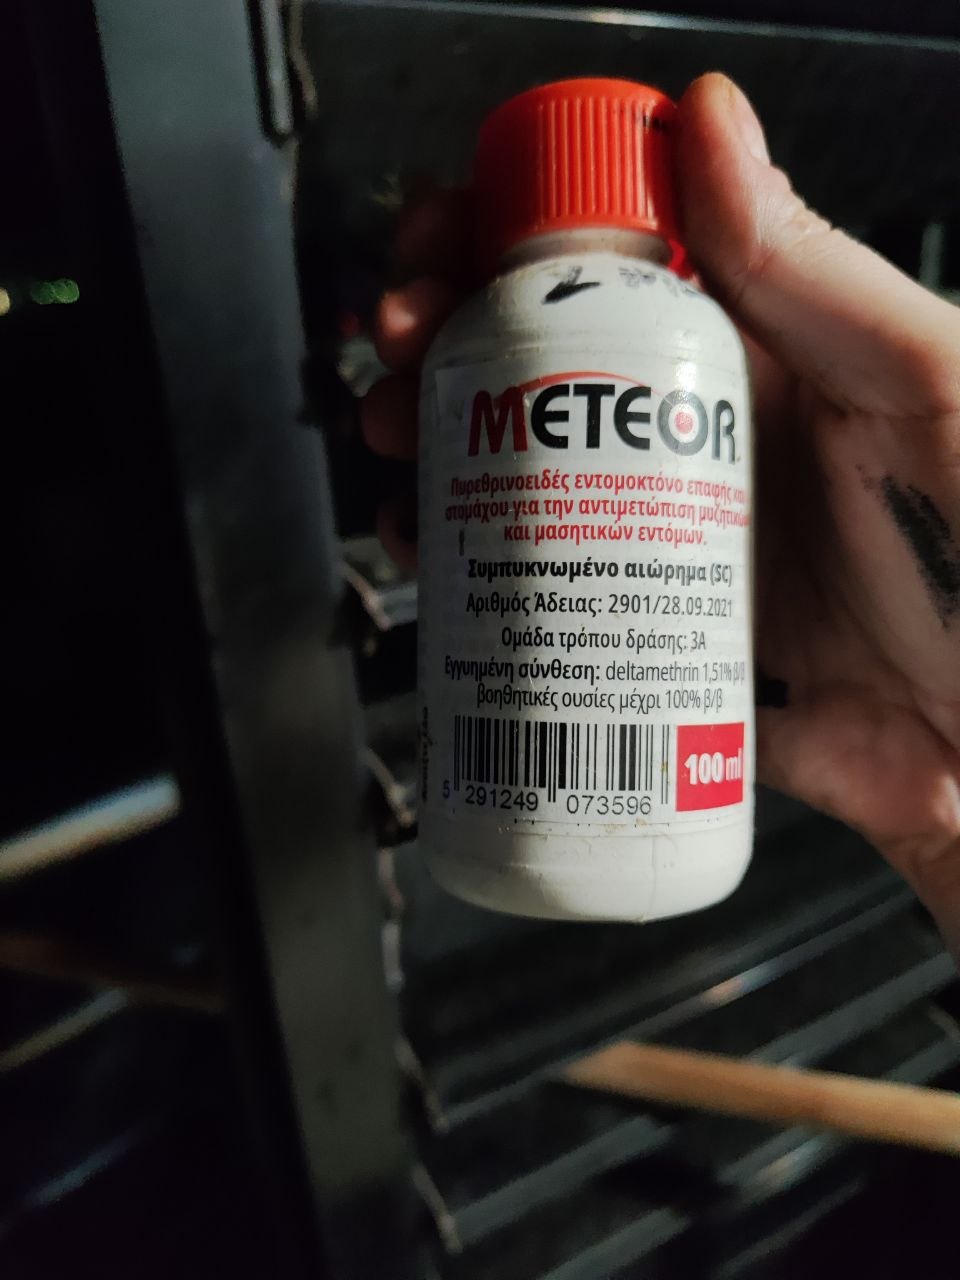 METEOR
Πυρεθρινοειδές εντομοκτόνο επαφής και
στομάχου για την αντιμετώπιση μυζητικών
και μασητικών εντόμων.
Συμπυκνωμένο αιώρημα (SC)
Αριθμός Άδειας: 2901/28.09.2021
Ομάδα τρόπου δράσης: 3A
Εγγυημένη σύνθεση: deltamethrin 1,51% β/β
βοηθητικές ουσίες μέχρι 100% β/β
100 ml
5 291249 073596